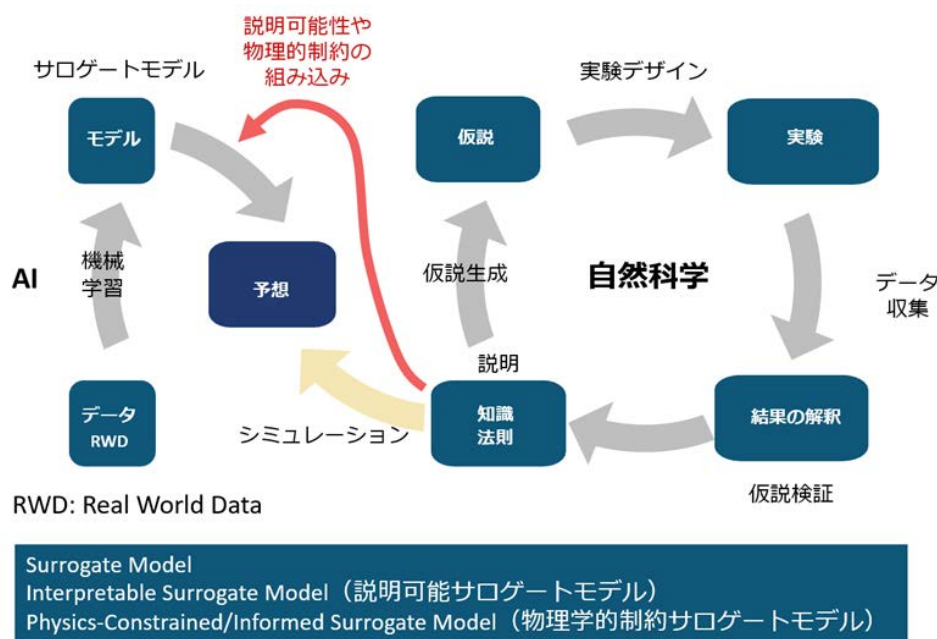 説明可能性や
物理的制約の
組み込み
サロゲートモデル
実験デザイン
モデル
仮説
実験
AI
機械
学習
予想
仮説生成
自然科学
データ
収集
説明
データ
RWD
シミュレーション
知識
法則
結果の解釈
仮説検証
RWD: Real World Data
Surrogate Model
Interpretable Surrogate Model（説明可能サロゲートモデル）
Physics-Constrained/Informed Surrogate Model（物理学的制約サロゲートモデル）